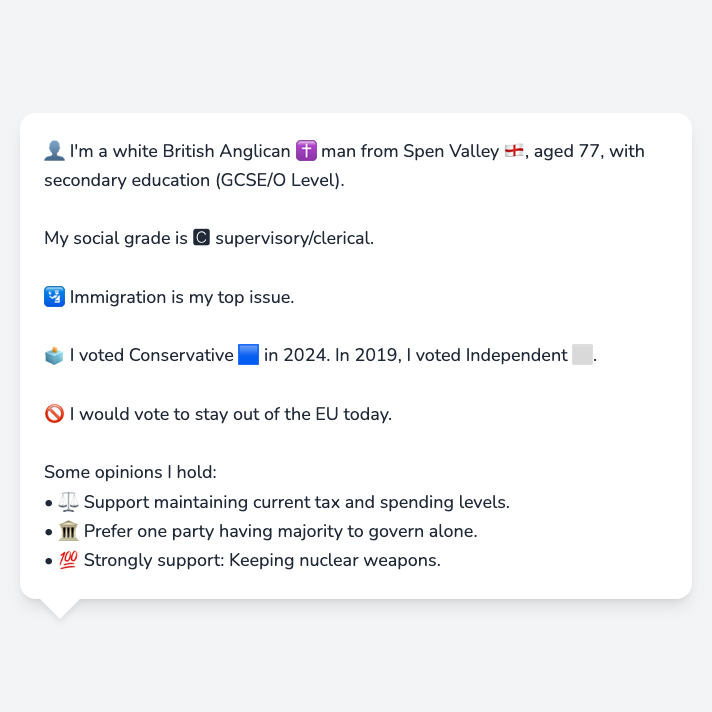 👤 I'm a white British Anglican ✝️ man from Spen Valley 🏴󠁧󠁢󠁥󠁮󠁧󠁿, aged 77, with
secondary education (GCSE/O Level).
My social grade is 🅲 supervisory/clerical.
🛂 Immigration is my top issue.
🗳️ I voted Conservative 🟦 in 2024. In 2019, I voted Independent ⬜.
🚫 I would vote to stay out of the EU today.
Some opinions I hold:
• ⚖️ Support maintaining current tax and spending levels.
• 🏛️ Prefer one party having majority to govern alone.
• 💯 Strongly support: Keeping nuclear weapons.